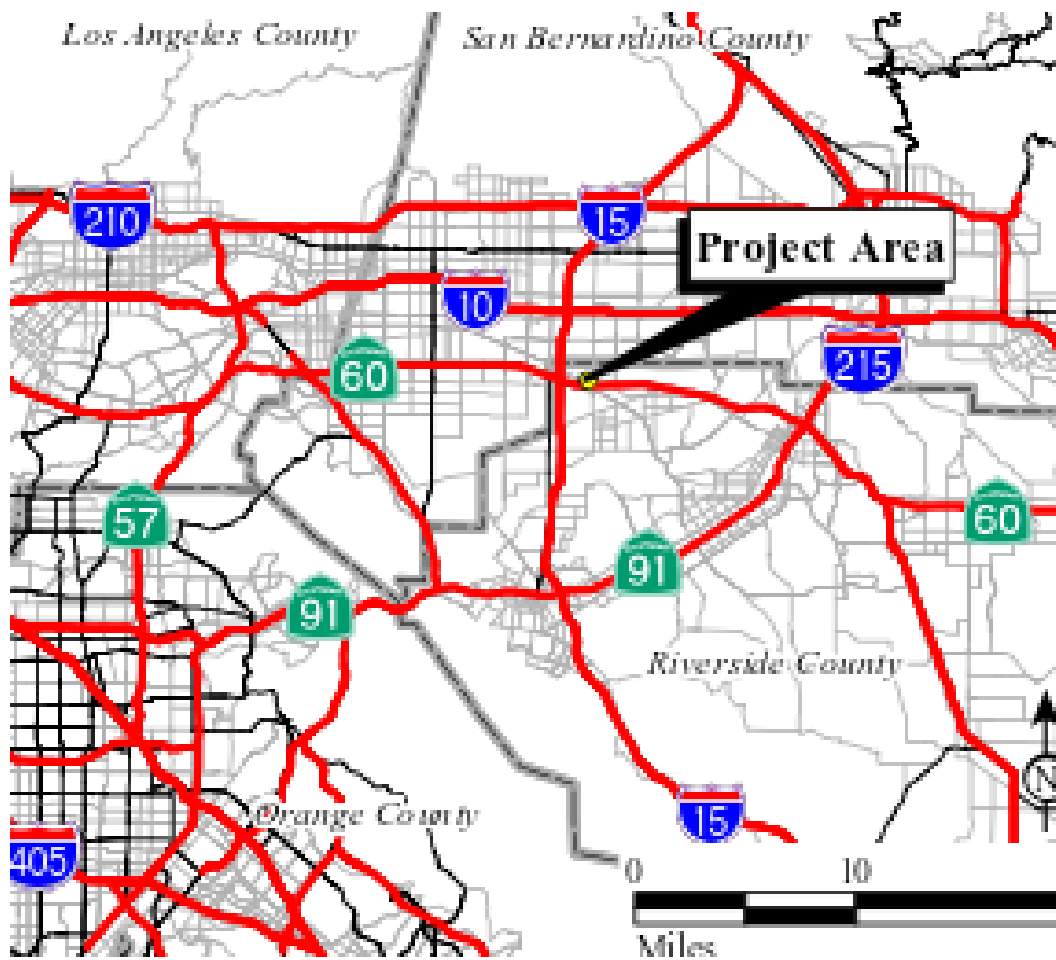 Los Angeles County
San Bernardino County
210
15
Project Area
10
60
215
57
60
91
91
Riverside County
N
Orange County
15
405
0 10
Miles